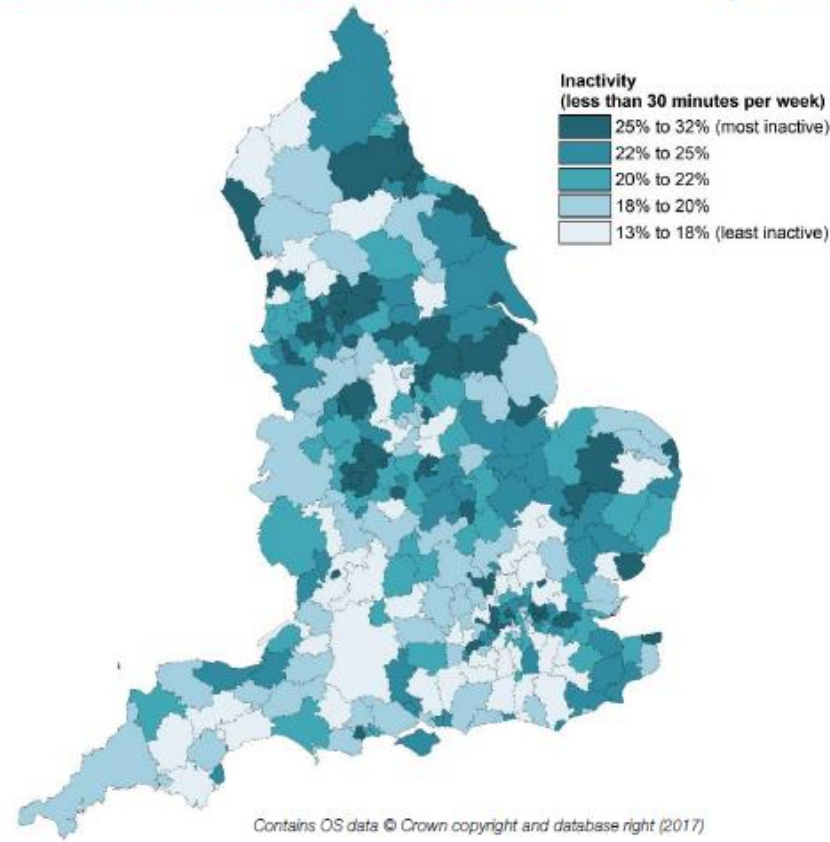 Inactivity
(less than 30 minutes per week)
25% to 32% (most inactive)
22% to 25%
20% to 22%
18% to 20%
13% to 18% (least inactive)
Contains OS data © Crown copyright and database right (2017)